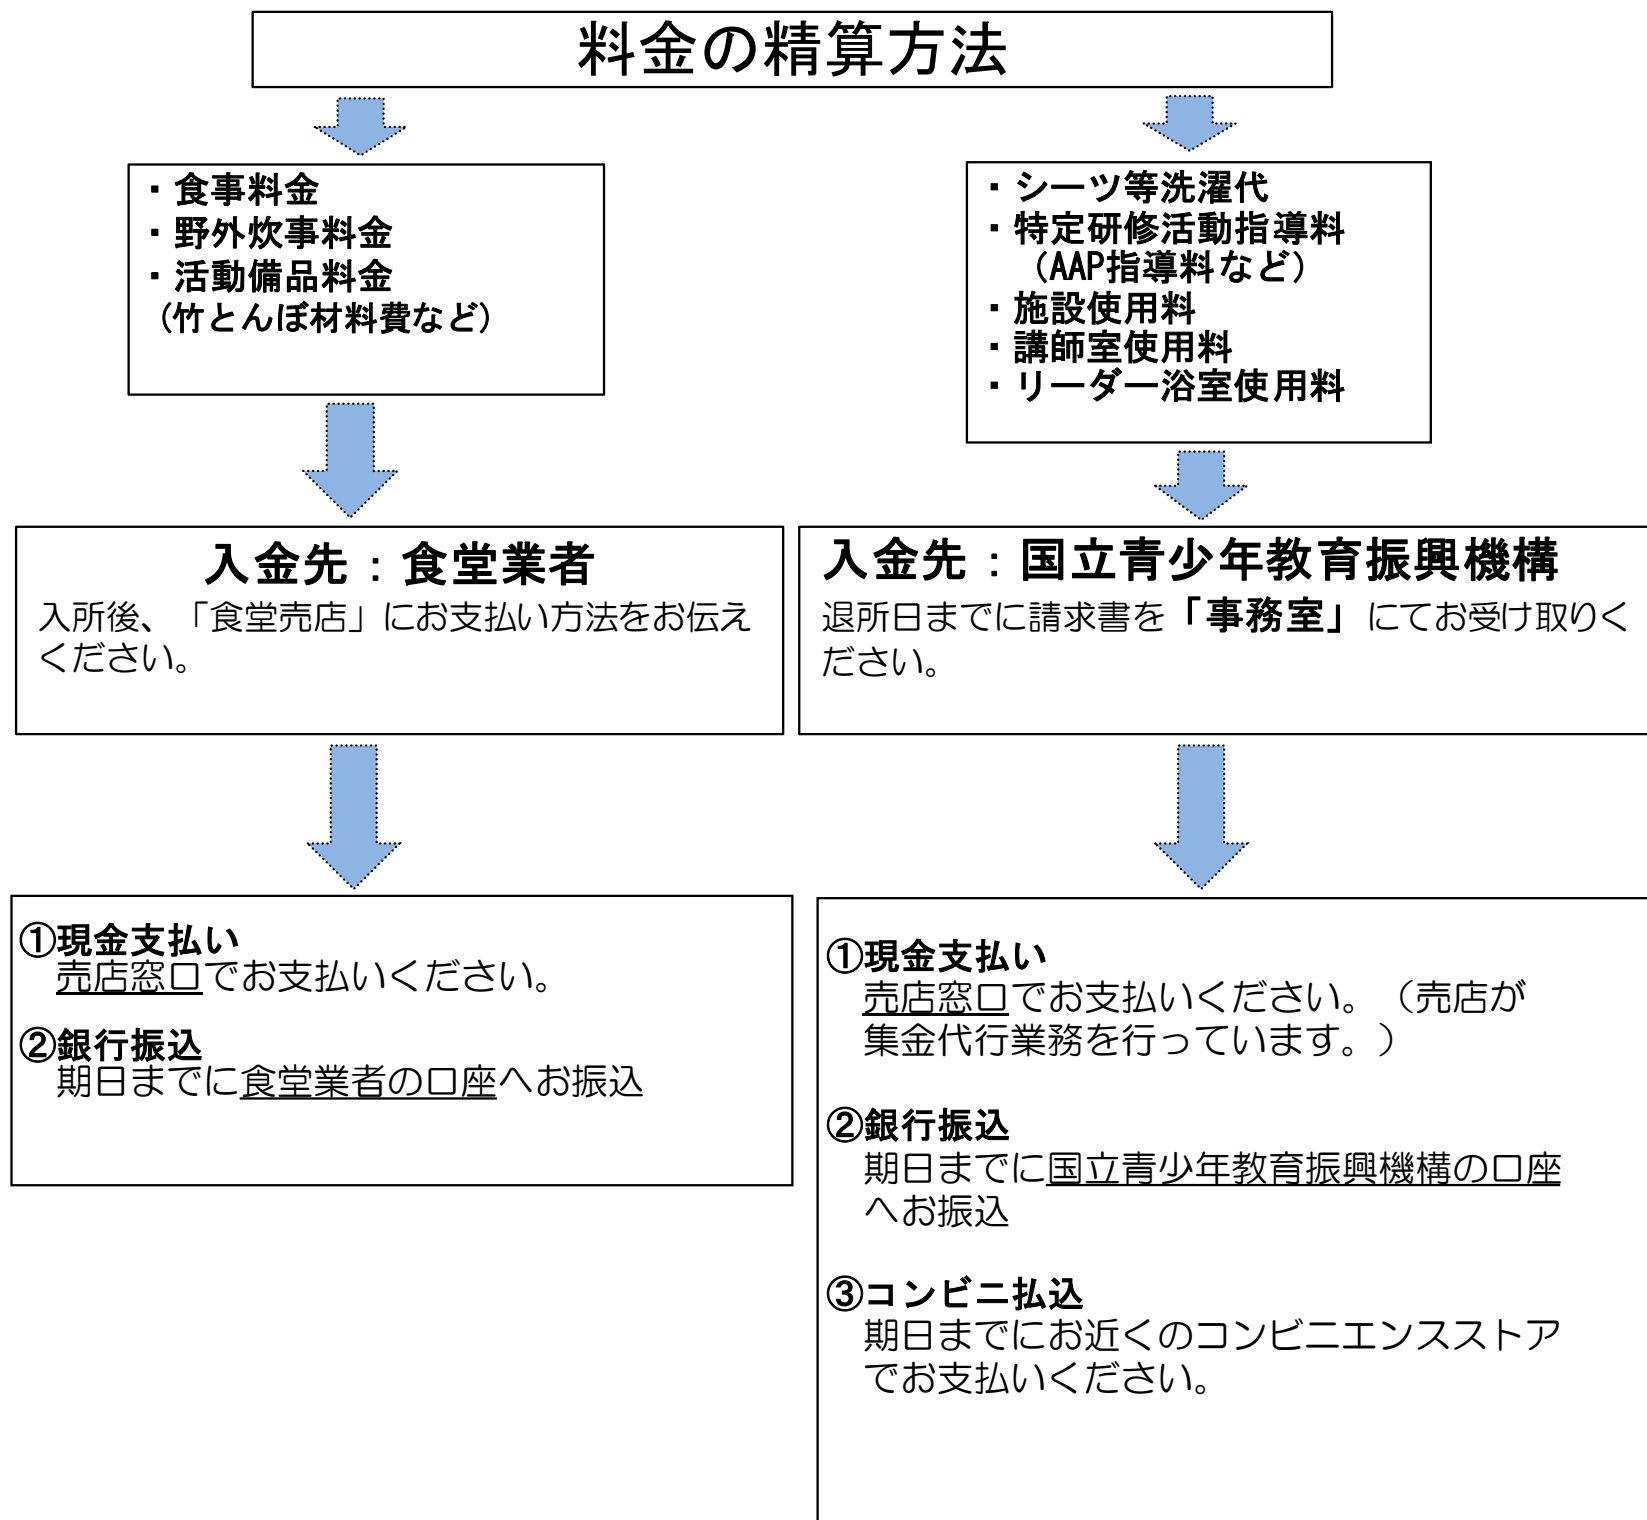 料金の精算方法
・食事料金
・野外炊事料金
・活動備品料金
(竹とんぼ材料費など)
・シーツ等洗濯代
・特定研修活動指導料
（AAP指導料など）
・施設使用料
・講師室使用料
・リーダー浴室使用料
入金先：食堂業者
入所後、「食堂売店」にお支払い方法をお伝え
ください。
入金先：国立青少年教育振興機構
退所日までに請求書を「事務室」にてお受け取りく
ださい。
①現金支払い
売店窓口でお支払いください。
②銀行振込
期日までに食堂業者の口座へお振込
①現金支払い
売店窓口でお支払いください。（売店が
集金代行業務を行っています。）
②銀行振込
期日までに国立青少年教育振興機構の口座
へお振込
③コンビニ払込
期日までにお近くのコンビニエンスストア
でお支払いください。